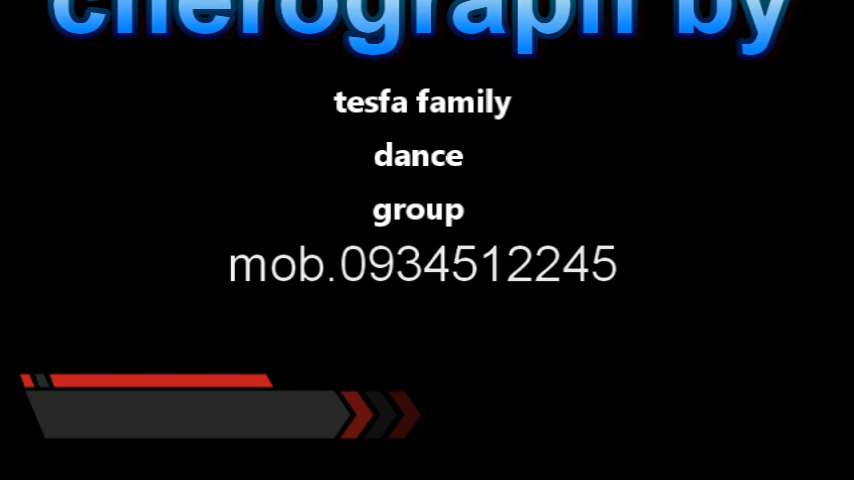 cherograph by
tesfa family
dance
group
mob.0934512245